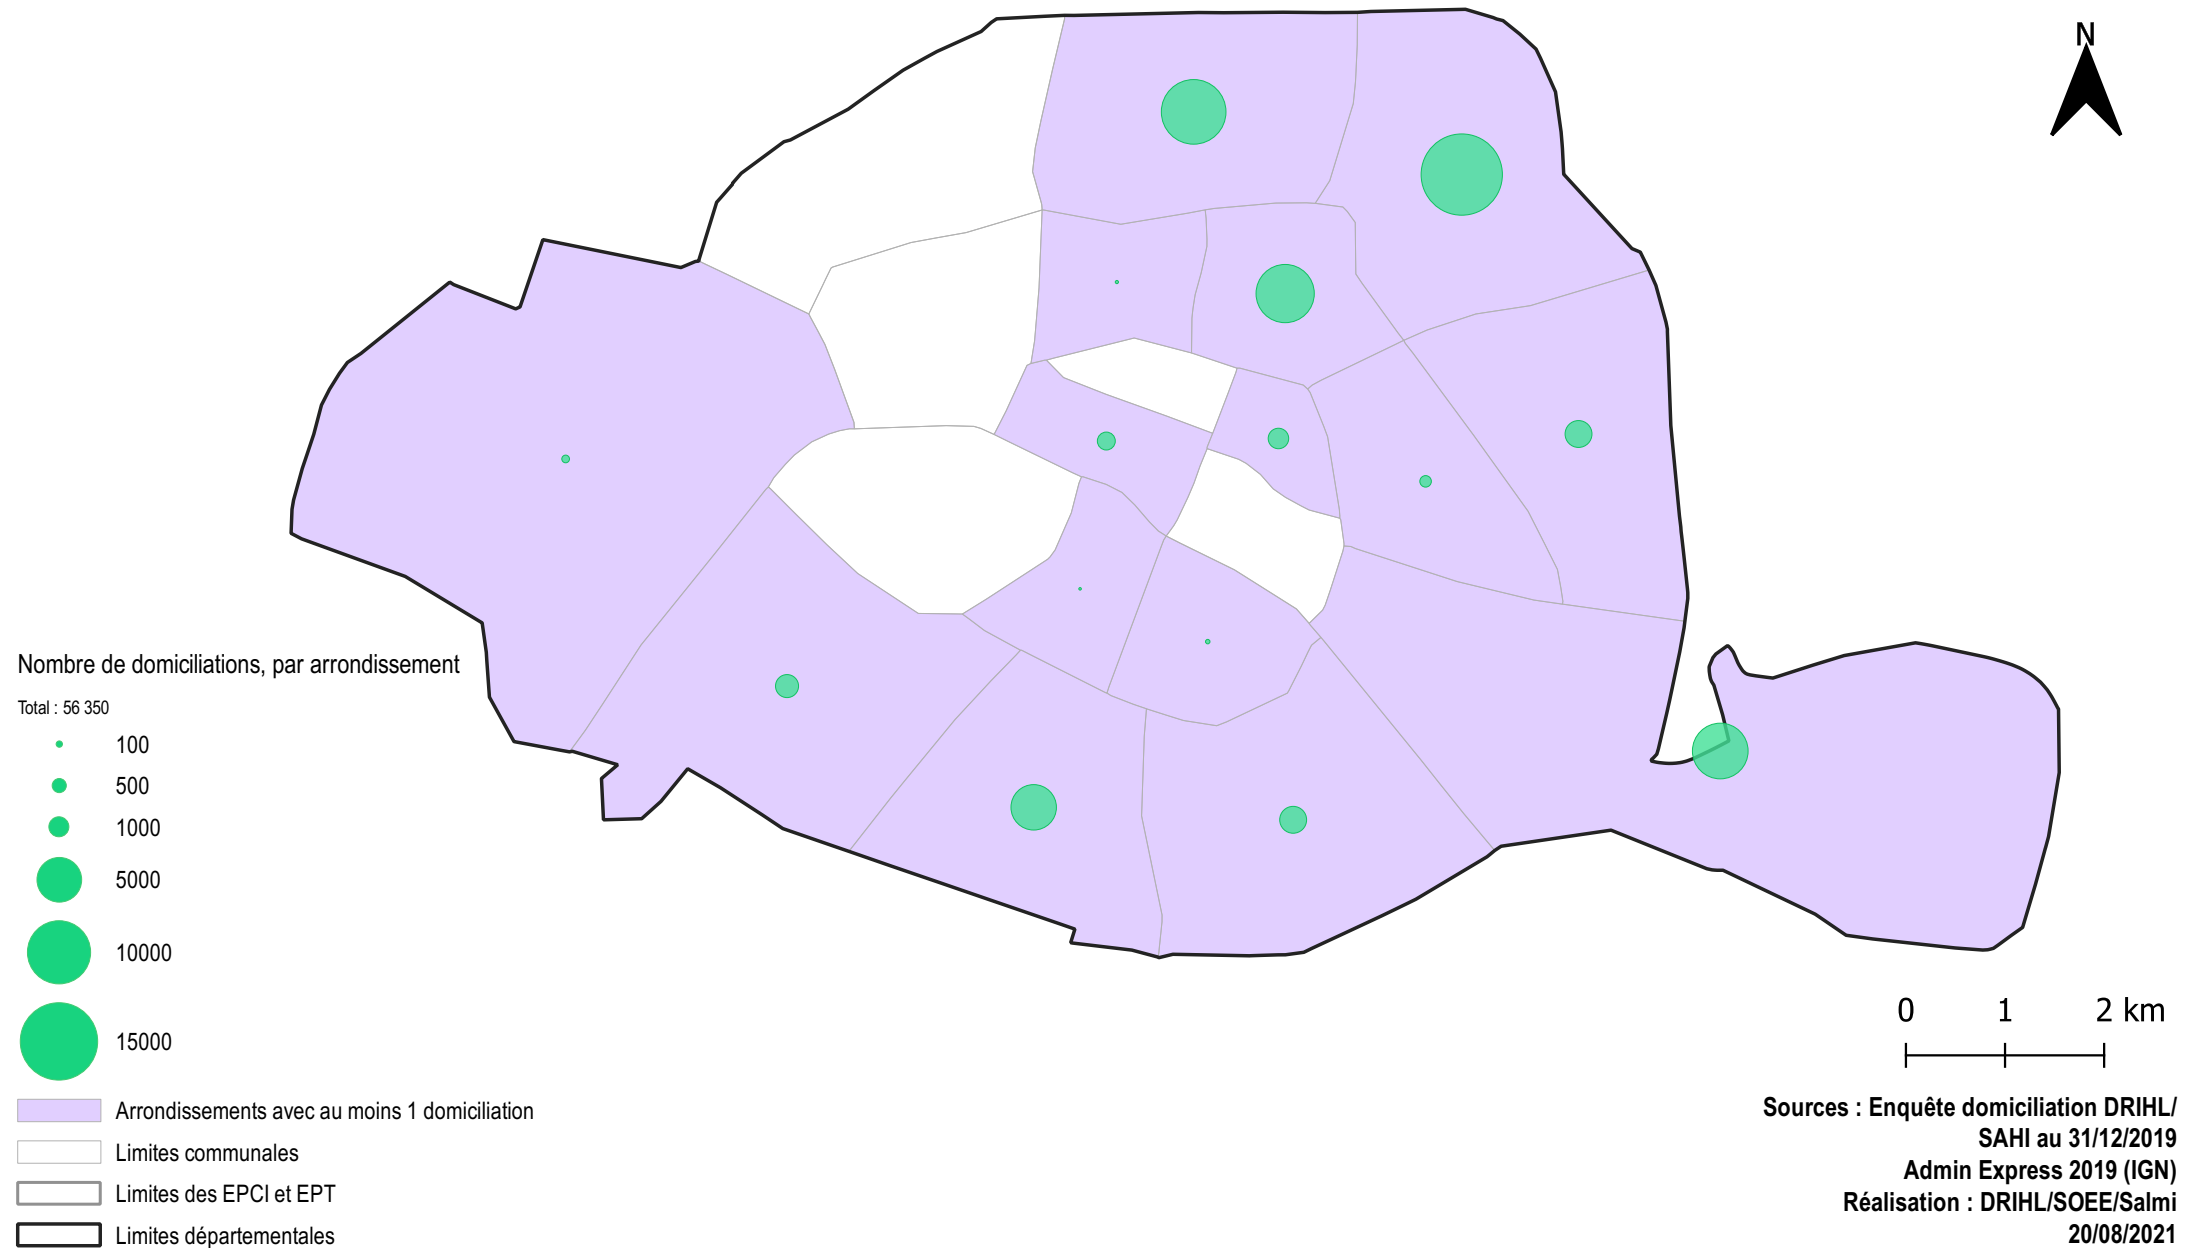 N
Nombre de domiciliations, par arrondissement
Total : 56 350
100
500
1000
5000
10000
15000
Arrondissements avec au moins 1 domiciliation
Limites communales
Limites des EPCI et EPT
Limites départementales
0 1 2 km
Sources : Enquête domiciliation DRIHL/
SAHI au 31/12/2019
Admin Express 2019 (IGN)
Réalisation : DRIHL/SOEE/Salmi
20/08/2021